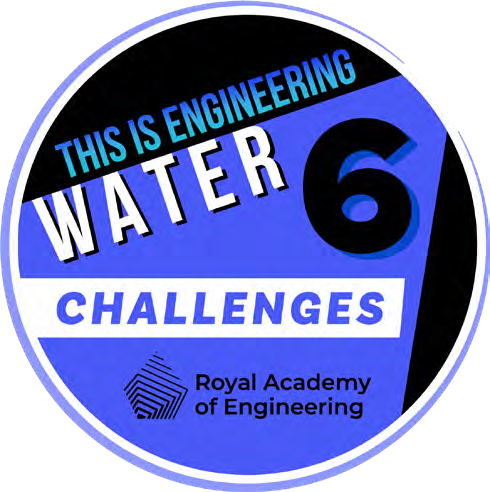 THIS IS ENGINEERING
WATER
6
CHALLENGES
Royal Academy
of Engineering